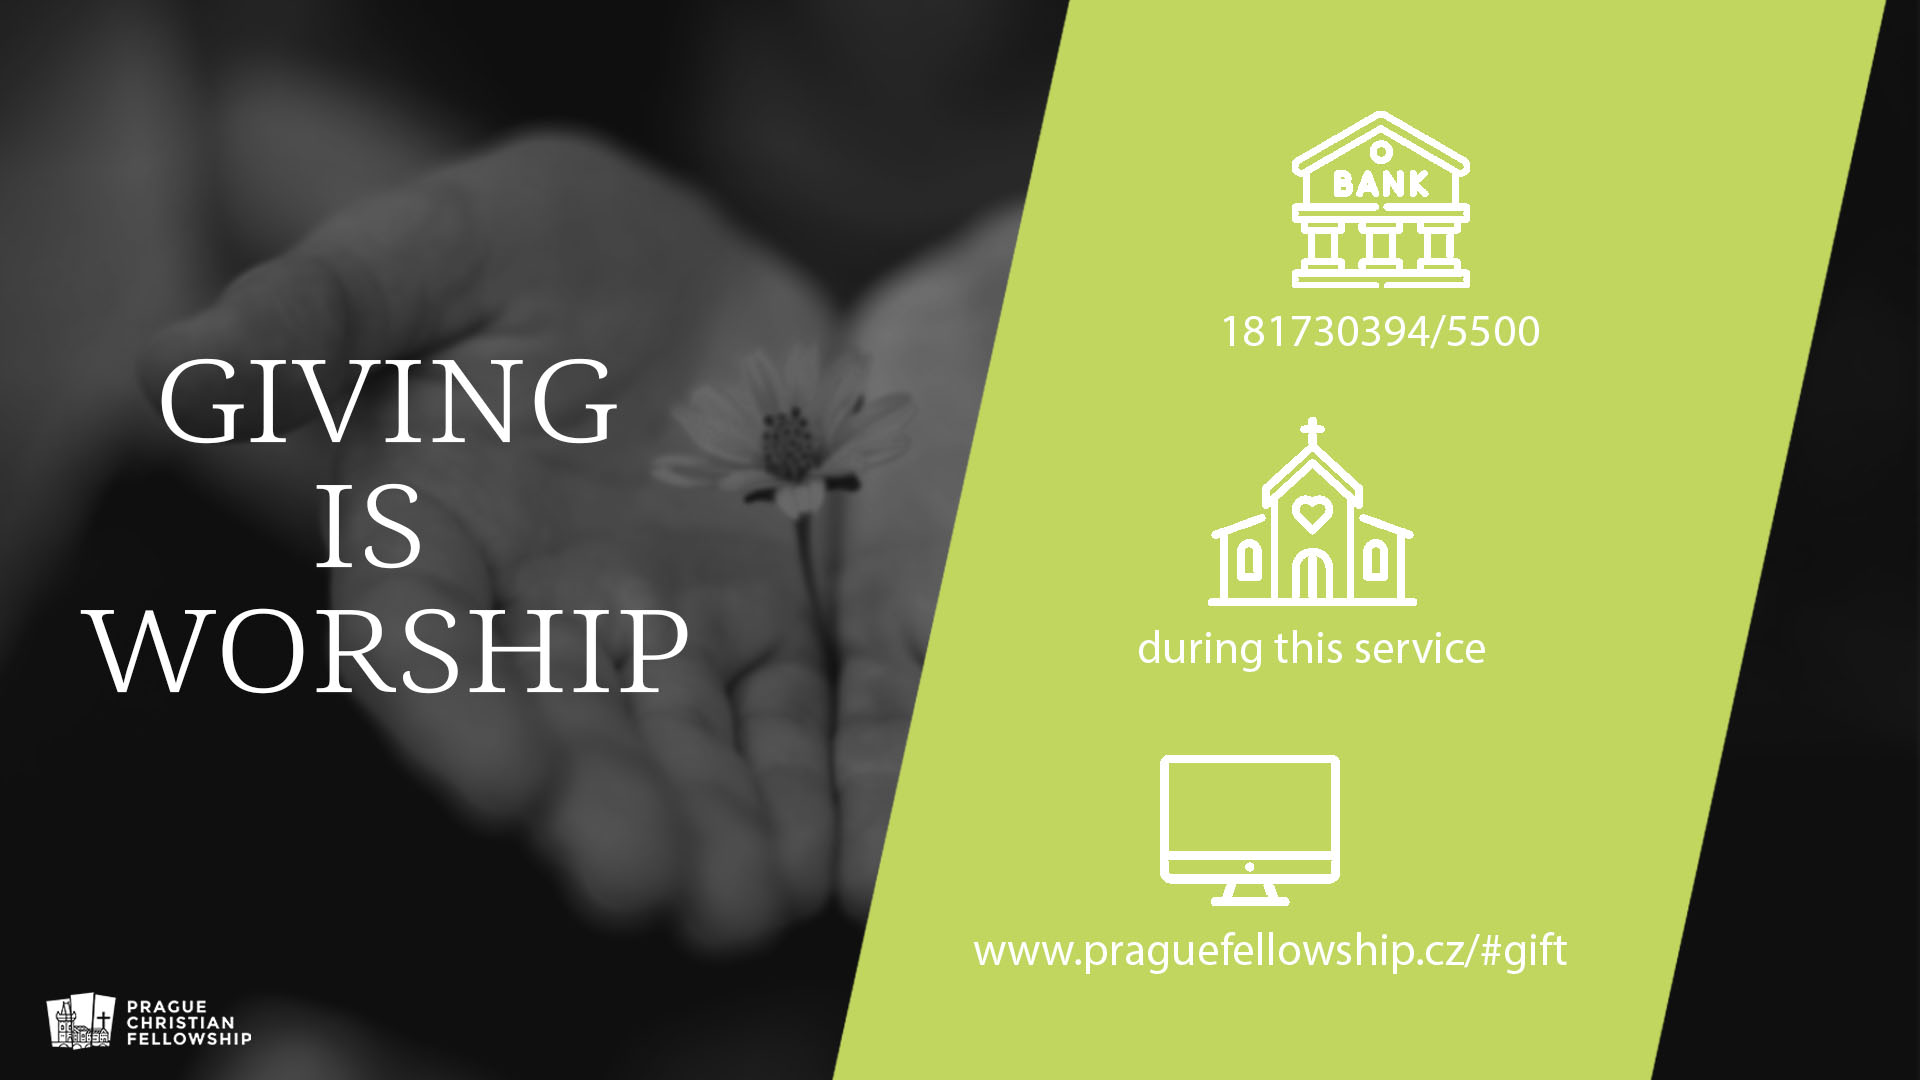 GIVING
IS
WORSHIP
BANK
181730394/5500
during this service
www.praguefellowship.cz/#gift
PRAGUE
CHRISTIAN
FELLOWSHIP